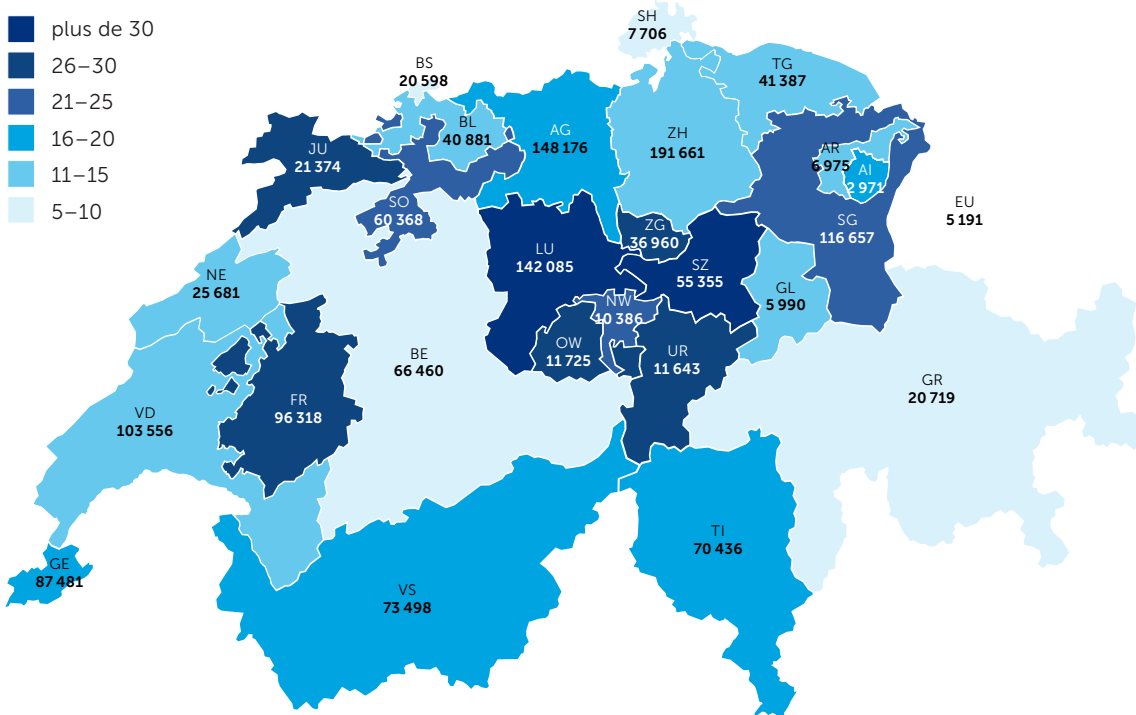 plus de 30
26–30
21–25
16–20
11–15
5–10
SH
7 706
BS
20 598
TG
41 387
BL
40 881
AG
148 176
ZH
191 661
JU
21 374
AR
6 975
AI
2 971
SO
60 368
EU
5 191
ZG
36 960
SG
116 657
LU
142 085
SZ
55 355
NE
25 681
GL
5 990
NW
10 386
OW
11 725
UR
11 643
BE
66 460
GR
20 719
FR
96 318
VD
103 556
TI
70 436
GE
87 481
VS
73 498